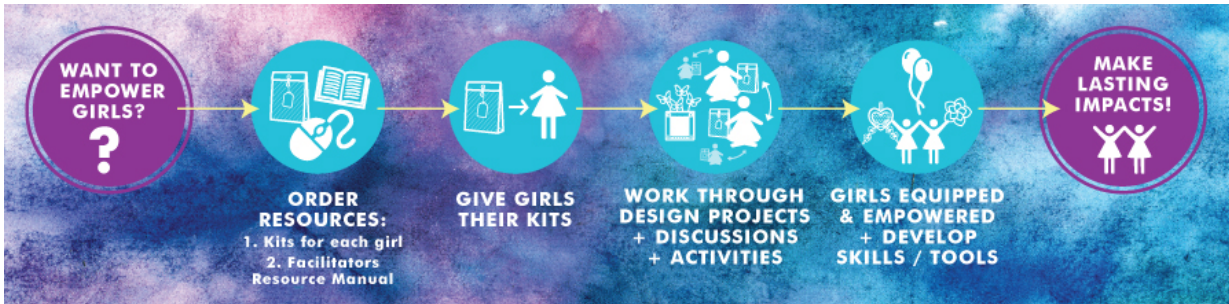 WANT TO
EMPOWER
GIRLS?
?
ORDER
RESOURCES:
1. Kits for each girl
2. Facilitators
Resource Manual
GIVE GIRLS
THEIR KITS
WORK THROUGH
DESIGN PROJECTS
+ DISCUSSIONS
+ ACTIVITIES
GIRLS EQUIPPED
& EMPOWERED
+ DEVELOP
SKILLS / TOOLS
MAKE
LASTING
IMPACTS!